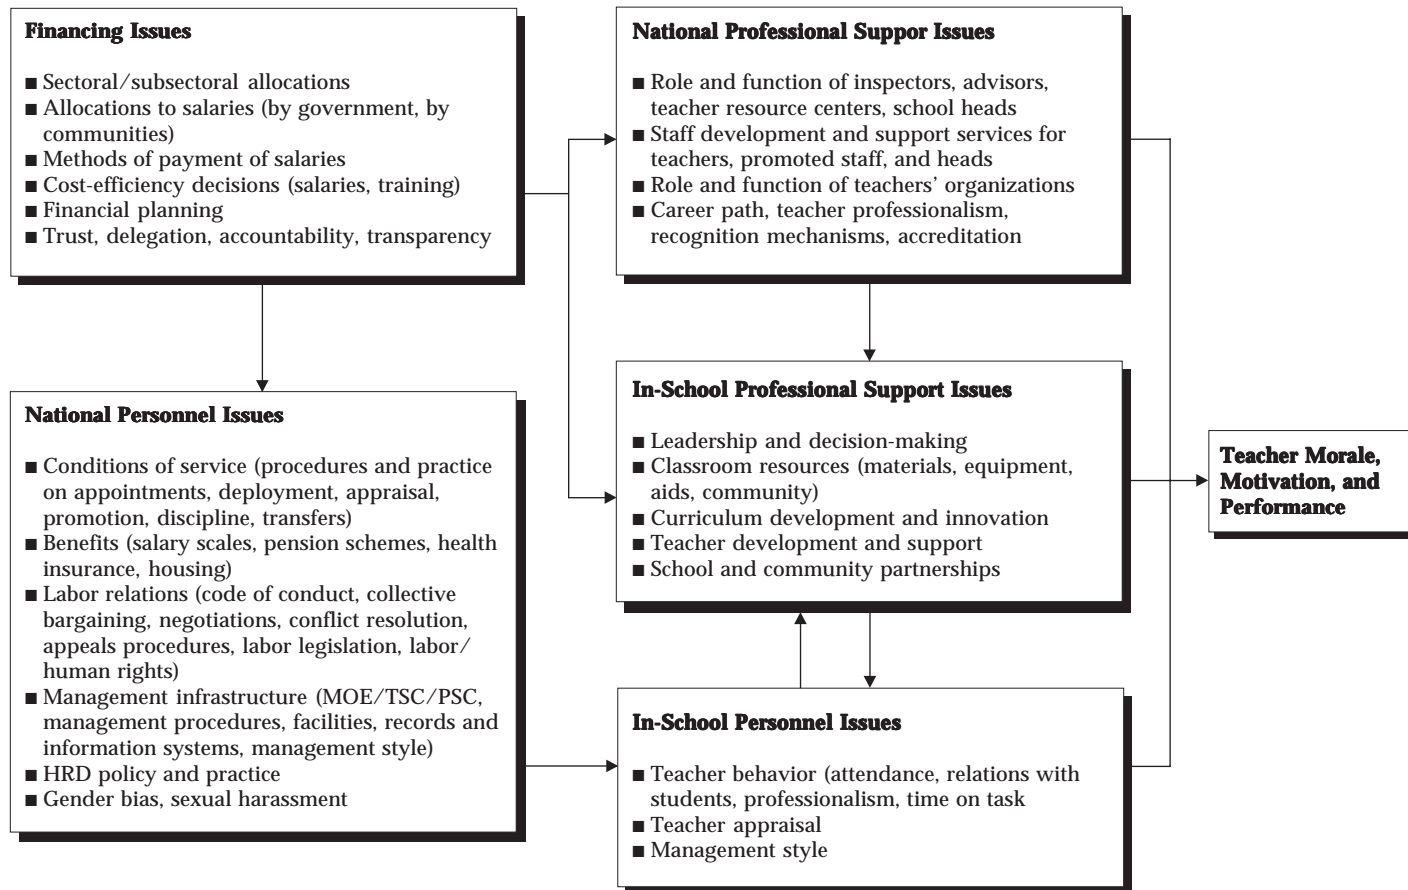 Financing Issues
■ Sectoral/subsectoral allocations
■ Allocations to salaries (by government, by
communities)
■ Methods of payment of salaries
■ Cost-efficiency decisions (salaries, training)
■ Financial planning
■ Trust, delegation, accountability, transparency
National Personnel Issues
■ Conditions of service (procedures and practice
on appointments, deployment, appraisal,
promotion, discipline, transfers)
■ Benefits (salary scales, pension schemes, health
insurance, housing)
■ Labor relations (code of conduct, collective
bargaining, negotiations, conflict resolution,
appeals procedures, labor legislation, labor/
human rights)
■ Management infrastructure (MOE/TSC/PSC,
management procedures, facilities, records and
information systems, management style)
■ HRD policy and practice
■ Gender bias, sexual harassment
National Professional Suppor Issues
■ Role and function of inspectors, advisors,
teacher resource centers, school heads
■ Staff development and support services for
teachers, promoted staff, and heads
■ Role and function of teachers' organizations
■ Career path, teacher professionalism,
recognition mechanisms, accreditation
In-School Professional Support Issues
■ Leadership and decision-making
■ Classroom resources (materials, equipment,
aids, community)
■ Curriculum development and innovation
■ Teacher development and support
■ School and community partnerships
In-School Personnel Issues
■ Teacher behavior (attendance, relations with
students, professionalism, time on task
■ Teacher appraisal
■ Management style
Teacher Morale,
Motivation, and
Performance